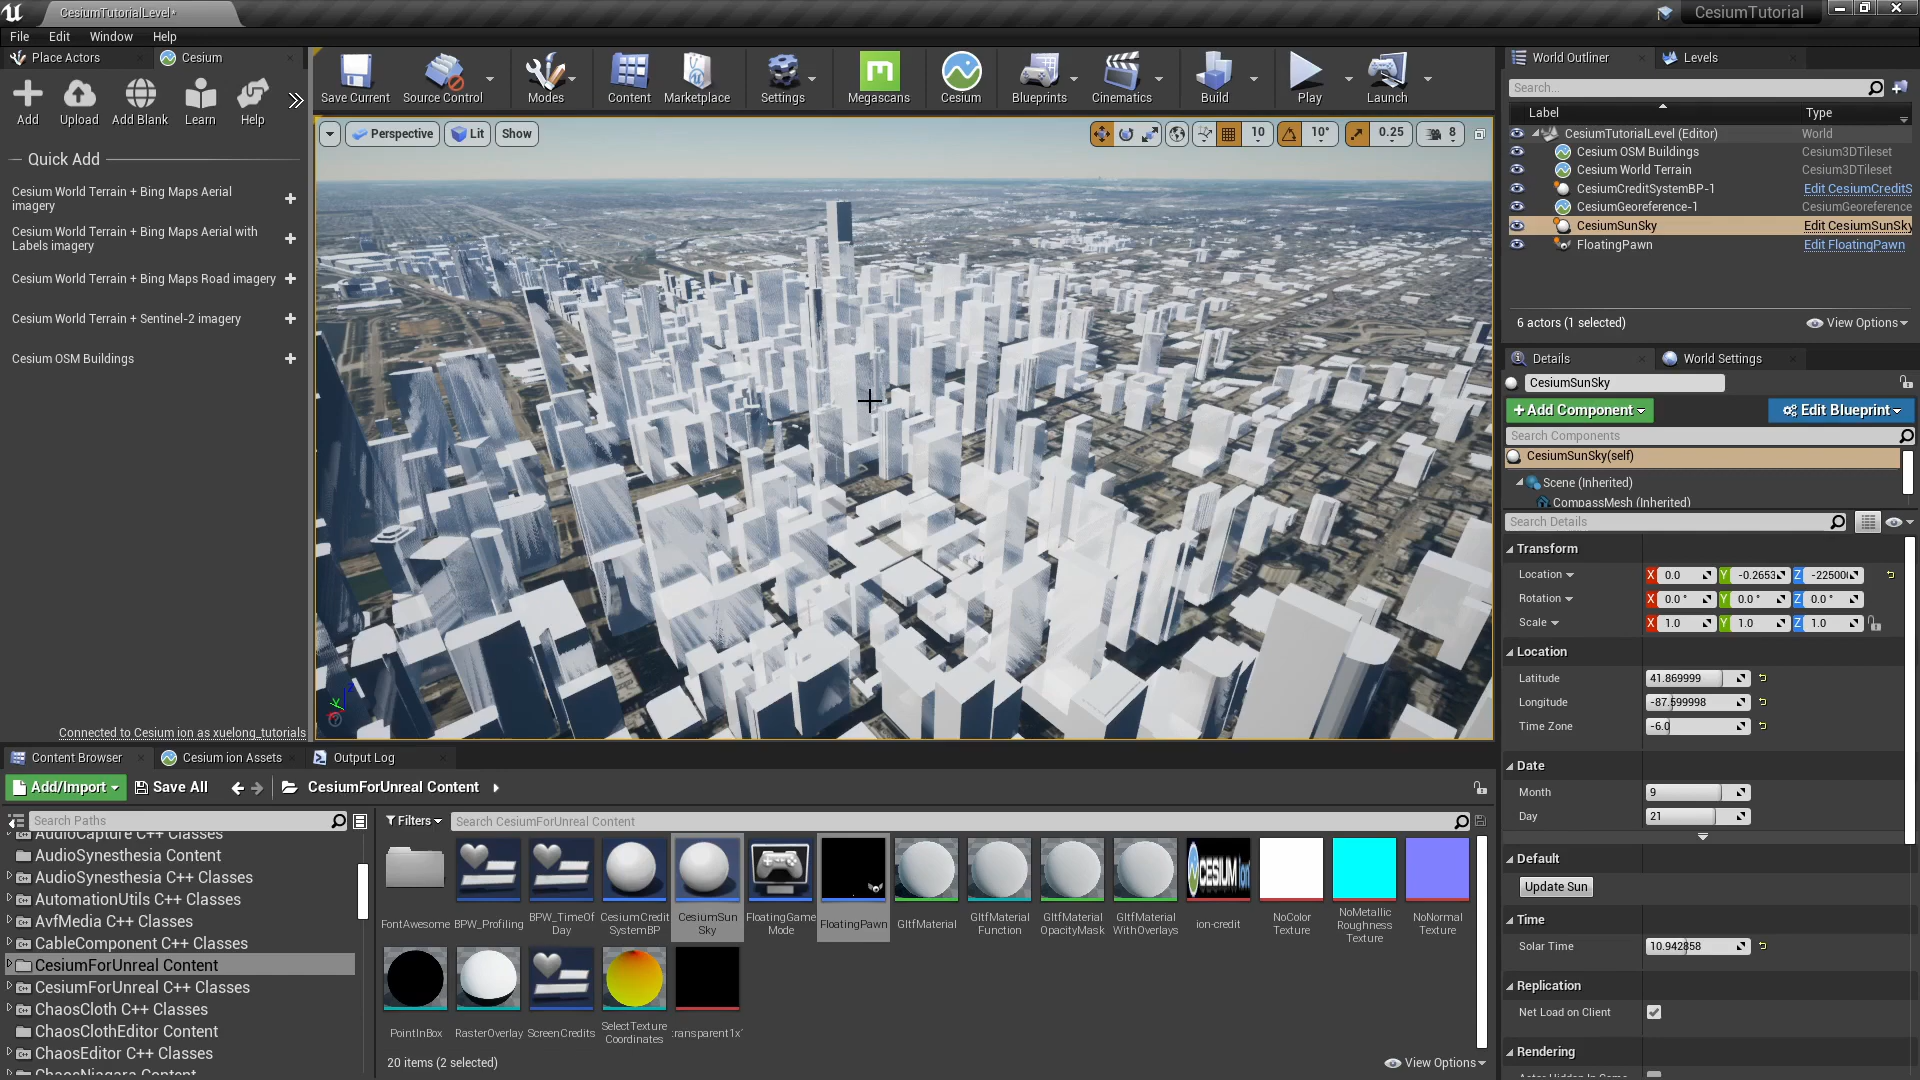 CesiumTutorialLevel*
CesiumTutorial
File Edit Window Help
Place Actors
Cesium
Add
Upload
Add Blank
Learn
Help
Quick Add
Cesium World Terrain + Bing Maps Aerial
imagery
Cesium World Terrain + Bing Maps Aerial with
Labels imagery
Cesium World Terrain + Bing Maps Road imagery
Cesium World Terrain + Sentinel-2 imagery
Cesium OSM Buildings
Connected to Cesium ion as xuelong_tutorials
Save Current
Source Control
Modes
Content
Marketplace
Settings
Megascans
Cesium
Blueprints
Cinematics
Build
Play
Launch
Perspective
Lit
Show
10
10°
0.25
8
World Outliner
Levels
Search...
Label
Type
CesiumTutorialLevel (Editor) World
Cesium OSM Buildings Cesium3DTileset
Cesium World Terrain Cesium3DTileset
CesiumCreditSystemBP-1 Edit CesiumCreditS
CesiumGeoreference-1 CesiumGeoreference
CesiumSunSky Edit CesiumSunSky
FloatingPawn Edit FloatingPawn
6 actors (1 selected)
View Options
Details
World Settings
CesiumSunSky
+ Add Component
Edit Blueprint
Search Components
CesiumSunSky(self)
Scene (Inherited)
CompassMesh (Inherited)
Search Details
Transform
Location X 0.0 Y -0.2653 Z -22500
Rotation X 0.0 ° Y 0.0 ° Z 0.0 °
Scale X 1.0 Y 1.0 Z 1.0
Location
Latitude 41.869999
Longitude -87.599998
Time Zone -6.0
Date
Month 9
Day 21
Default
Update Sun
Time
Solar Time 10.942858
Replication
Net Load on Client
Rendering
Content Browser
Cesium ion Assets
Output Log
Add/Import
Save All
CesiumForUnreal Content
Search Paths
AudioCapture C++ Classes
AudioSynesthesia Content
AudioSynesthesia C++ Classes
AutomationUtils C++ Classes
AvfMedia C++ Classes
CableComponent C++ Classes
CesiumForUnreal Content
CesiumForUnreal C++ Classes
ChaosCloth C++ Classes
ChaosClothEditor Content
ChaosEditor C++ Classes
ChaosNiagara Content
Filters
Search CesiumForUnreal Content
CESIUM ion
FontAwesome
BPW_Profiling
BPW_TimeOf
Day
CesiumCredit
SystemBP
CesiumSun
Sky
FloatingGame
Mode
FloatingPawn
GltfMaterial
GltfMaterial
Function
GltfMaterial
OpacityMask
GltfMaterial
WithOverlays
ion-credit
NoColor
Texture
NoMetallic
Roughness
Texture
NoNormal
Texture
PointInBox
RasterOverlay
ScreenCredits
SelectTexture
Coordinates
transparent1x1
20 items (2 selected)
View Options